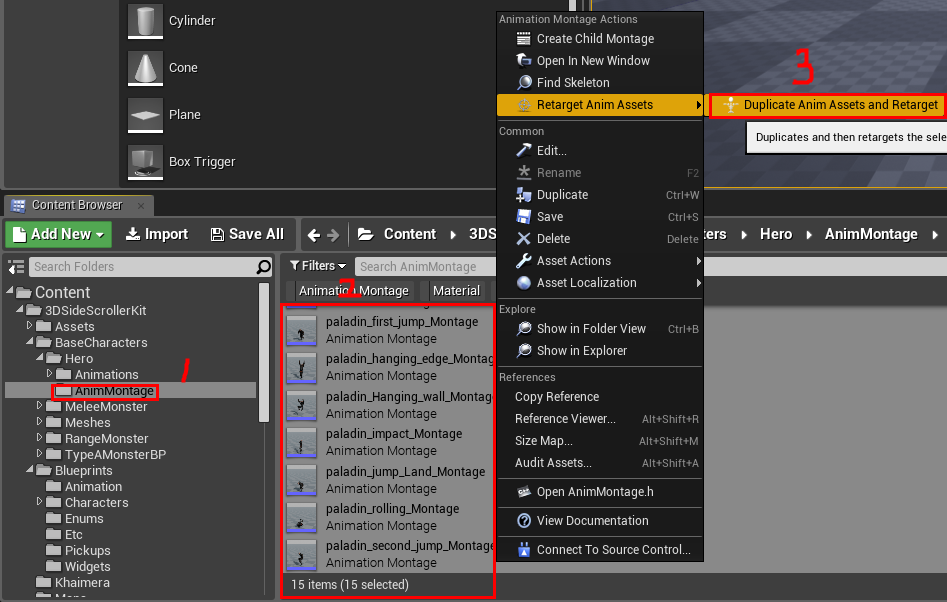 Cylinder
Cone
Plane
Box Trigger
Animation Montage Actions
Create Child Montage
Open In New Window
Find Skeleton
Retarget Anim Assets
3
Duplicate Anim Assets and Retarget
Duplicates and then retargets the sele
Common
Edit...
Rename F2
Duplicate Ctrl+W
Save Ctrl+S
Delete Delete
Asset Actions
Asset Localization
Explore
Show in Folder View Ctrl+B
Show in Explorer
References
Copy Reference
Reference Viewer... Alt+Shift+R
Size Map... Alt+Shift+M
Audit Assets... Alt+Shift+A
Open AnimMontage.h
View Documentation
Connect To Source Control...
Content Browser
Add New Import Save All Content 3DS ters Hero AnimMontage
Search Folders
Content
3DSideScrollerKit
Assets
BaseCharacters
Hero
Animations
1
AnimMontage
MeleeMonster
Meshes
RangeMonster
TypeAMonsterBP
Blueprints
Animation
Characters
Enums
Etc
Pickups
Widgets
Khaimera
Filters Search AnimMontage
2
Animation Montage Material
paladin_first_jump_Montage
Animation Montage
paladin_hanging_edge_Montag
Animation Montage
paladin_Hanging_wall_Montage
Animation Montage
paladin_impact_Montage
Animation Montage
paladin_jump_Land_Montage
Animation Montage
paladin_rolling_Montage
Animation Montage
paladin_second_jump_Montage
Animation Montage
15 items (15 selected)